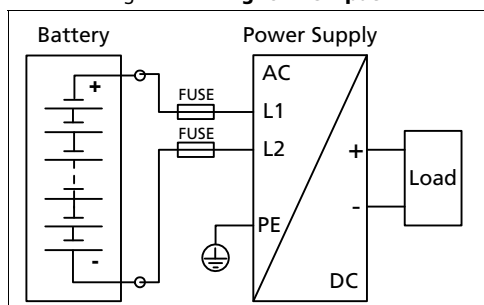 Battery
Power Supply
+
AC
FUSE
L1
FUSE
L2
+
Load
-
PE
-
DC